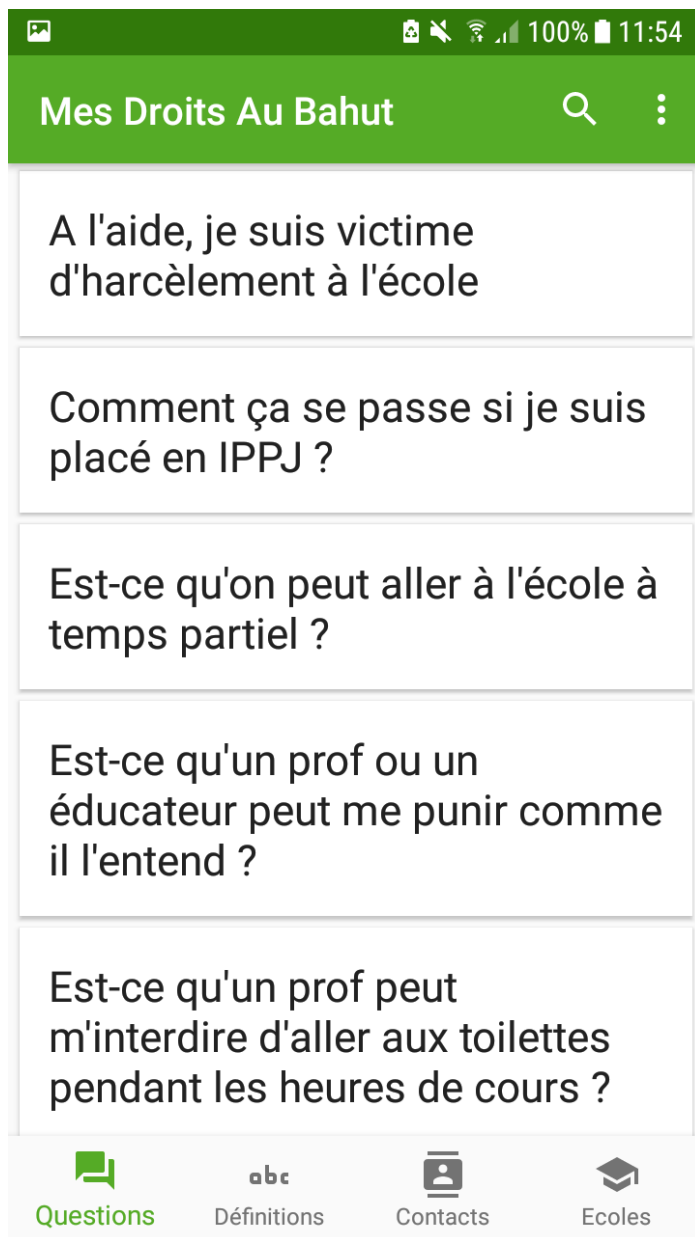 100% 11:54
Mes Droits Au Bahut
A l'aide, je suis victime
d'harcèlement à l'école
Comment ça se passe si je suis
placé en IPPJ ?
Est-ce qu'on peut aller à l'école à
temps partiel ?
Est-ce qu'un prof ou un
éducateur peut me punir comme
il l'entend ?
Est-ce qu'un prof peut
m'interdire d'aller aux toilettes
pendant les heures de cours ?
abc
Questions Définitions Contacts Ecoles